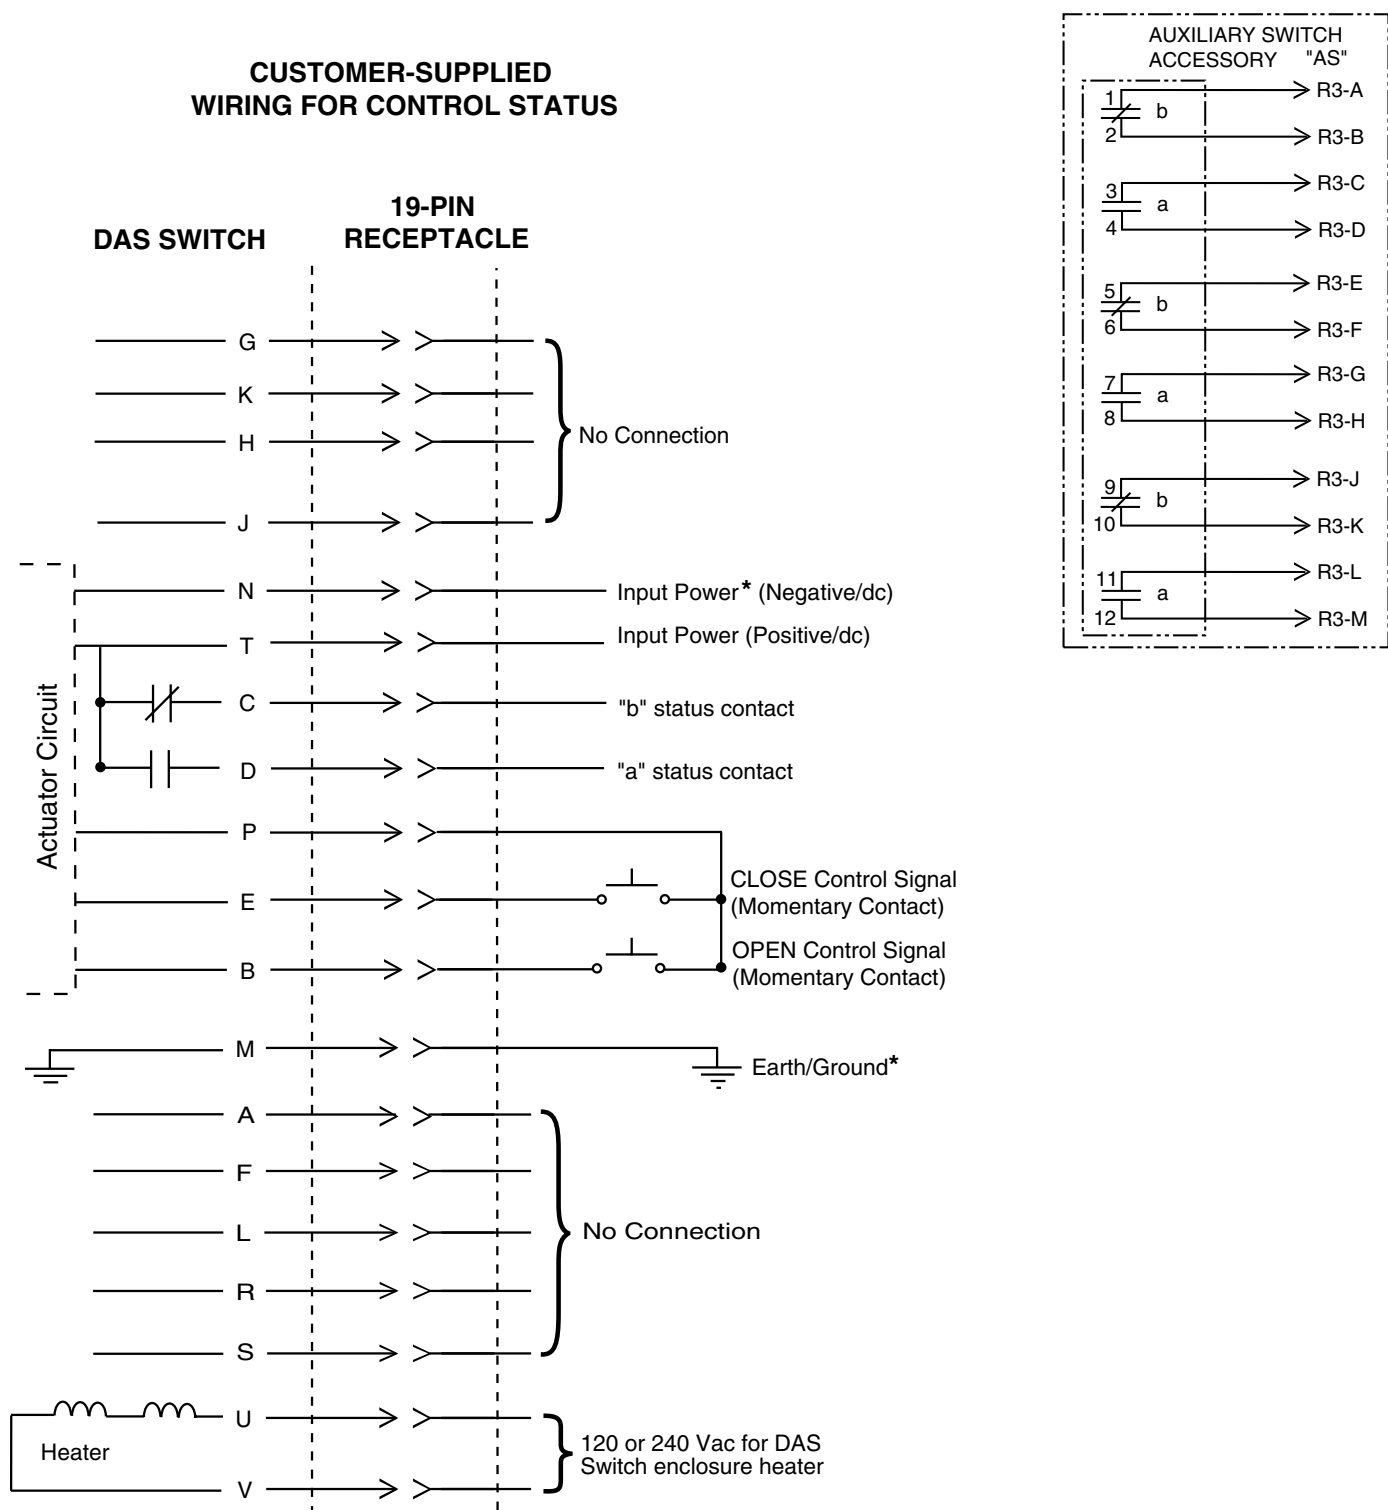 CUSTOMER-SUPPLIED
WIRING FOR CONTROL STATUS
DAS SWITCH
19-PIN
RECEPTACLE
G
K
H
J
No Connection
Actuator Circuit
N
Input Power* (Negative/dc)
T
Input Power (Positive/dc)
C
"b" status contact
D
"a" status contact
P
E
CLOSE Control Signal
(Momentary Contact)
B
OPEN Control Signal
(Momentary Contact)
M
Earth/Ground*
A
F
L
R
S
No Connection
U
Heater
V
120 or 240 Vac for DAS
Switch enclosure heater
AUXILIARY SWITCH
ACCESSORY "AS"
1 R3-A
b
2 R3-B
3 R3-C
a
4 R3-D
5 R3-E
b
6 R3-F
7 R3-G
a
8 R3-H
9 R3-J
b
10 R3-K
11 R3-L
a
12 R3-M